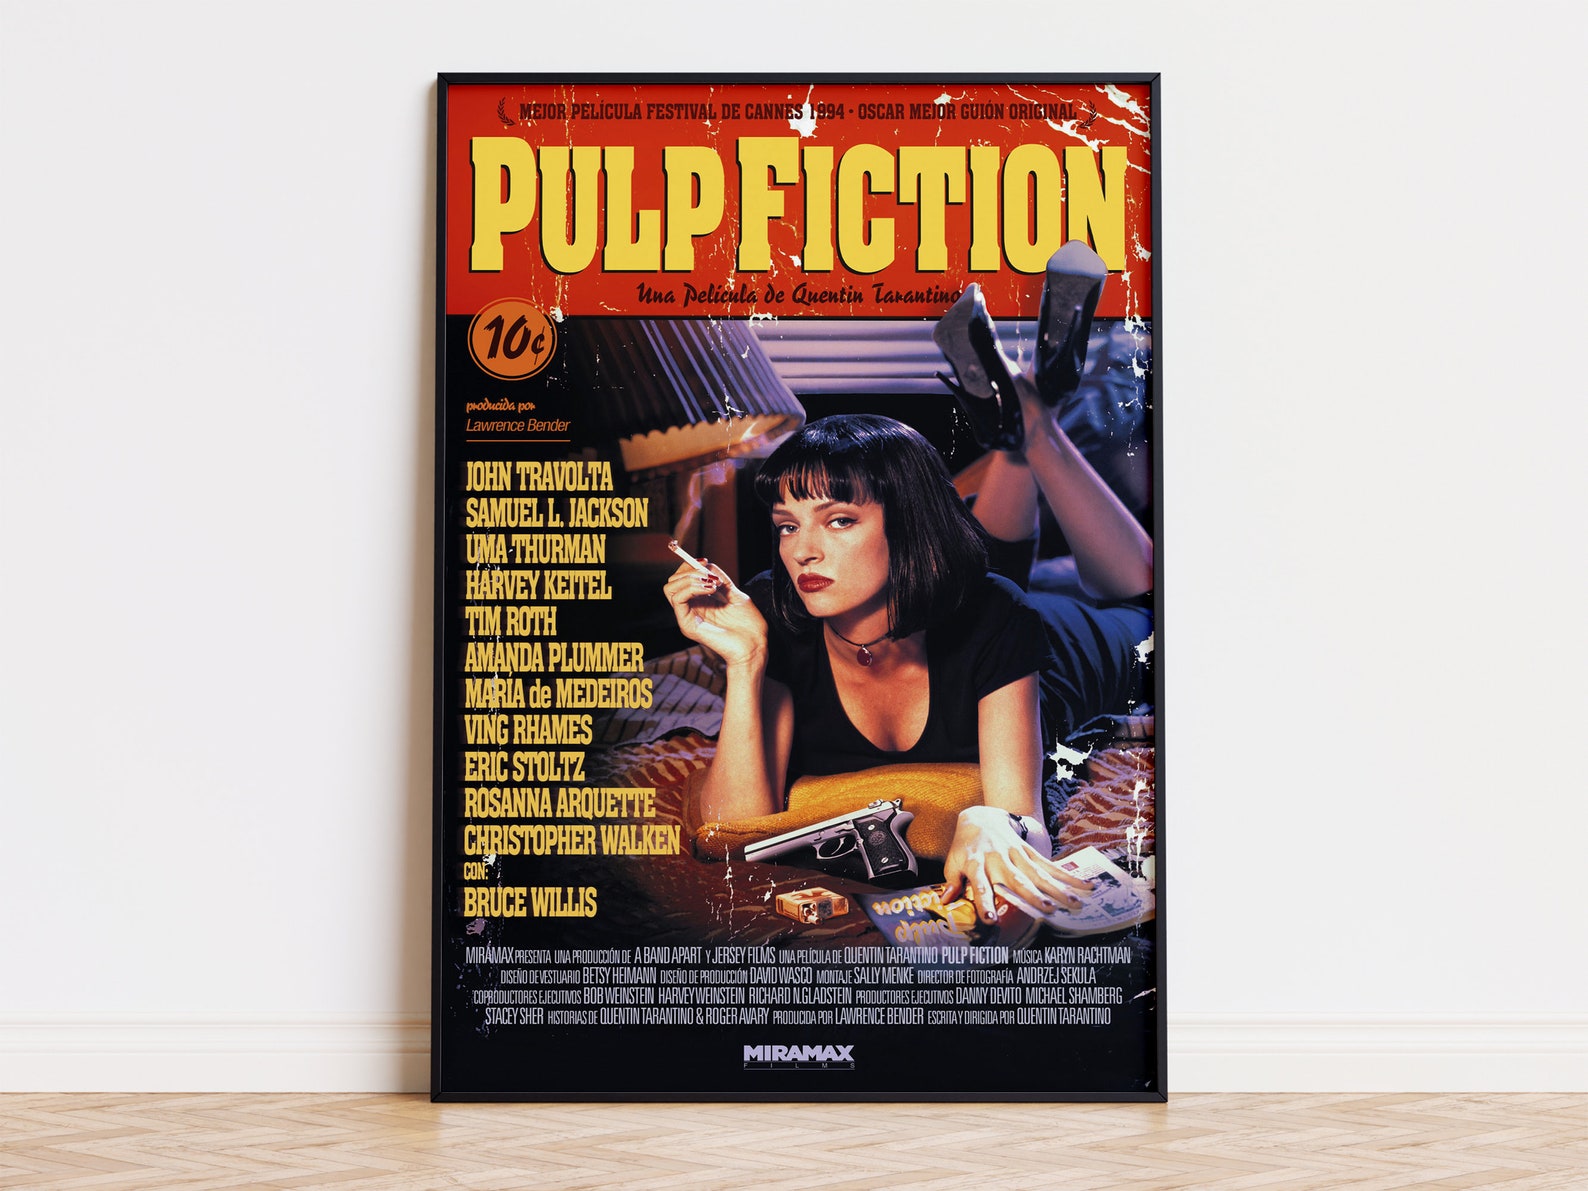 MEJOR PELÍCULA FESTIVAL DE CANNES 1994 · OSCAR MEJOR GUIÓN ORIGINAL
PULP FICTION
Una Película de Quentin Tarantino
10¢
producida por
Lawrence Bender
JOHN TRAVOLTA
SAMUEL L. JACKSON
UMA THURMAN
HARVEY KEITEL
TIM ROTH
AMANDA PLUMMER
MARÍA de MEDEIROS
VING RHAMES
ERIC STOLTZ
ROSANNA ARQUETTE
CHRISTOPHER WALKEN
CON:
BRUCE WILLIS
Pulp
Fiction
MIRAMAX PRESENTA UNA PRODUCCIÓN DE A BAND APART Y JERSEY FILMS UNA PELÍCULA DE QUENTIN TARANTINO PULP FICTION MÚSICA KARYN RACHTMAN
DISEÑO DE VESTUARIO BETSY HEIMANN DISEÑO DE PRODUCCIÓN DAVID WASCO MONTAJE SALLY MENKE DIRECTOR DE FOTOGRAFÍA ANDRZEJ SEKULA
COPRODUCTORES EJECUTIVOS BOB WEINSTEIN HARVEY WEINSTEIN RICHARD N. GLADSTEIN PRODUCTORES EJECUTIVOS DANNY DEVITO MICHAEL SHAMBERG
STACEY SHER HISTORIAS DE QUENTIN TARANTINO & ROGER AVARY PRODUCIDA POR LAWRENCE BENDER ESCRITA Y DIRIGIDA POR QUENTIN TARANTINO
MIRAMAX
FILMS